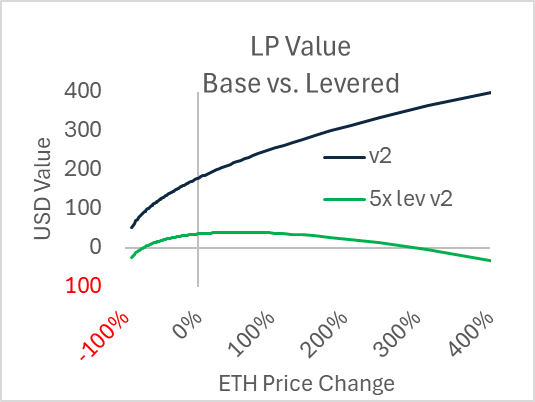 LP Value
Base vs. Levered
400
300
200
100
0
100
USD Value
v2
5x lev v2
-100%
0%
100%
200%
300%
400%
ETH Price Change